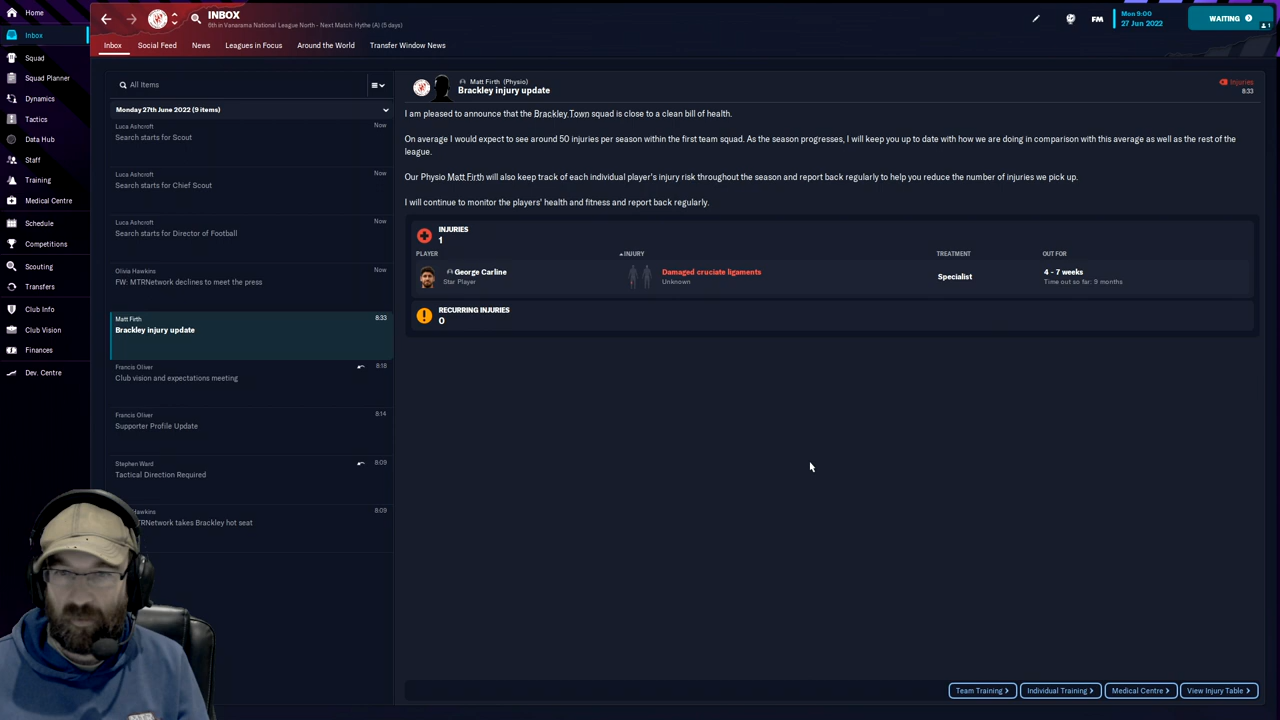 Home
Inbox
Squad
Squad Planner
Dynamics
Tactics
Data Hub
Staff
Training
Medical Centre
Schedule
Competitions
Scouting
Transfers
Club Info
Club Vision
Finances
Dev. Centre
INBOX
6th in Vanarama National League North - Next Match: Hythe (A) (5 days)
FM
Mon 9:00
27 Jun 2022
WAITING
1
Inbox
Social Feed
News
Leagues in Focus
Around the World
Transfer Window News
All Items
Monday 27th June 2022 (9 items)
Luca Ashcroft Now
Search starts for Scout
Luca Ashcroft Now
Search starts for Chief Scout
Luca Ashcroft Now
Search starts for Director of Football
Olivia Hawkins Now
FW: MTRNetwork declines to meet the press
Matt Firth 8:33
Brackley injury update
Francis Oliver 8:18
Club vision and expectations meeting
Francis Oliver 8:14
Supporter Profile Update
Stephen Ward 8:09
Tactical Direction Required
Hawkins 8:09
TRNetwork takes Brackley hot seat
Matt Firth (Physio)
Brackley injury update
Injuries
8:33
I am pleased to announce that the Brackley Town squad is close to a clean bill of health.
On average I would expect to see around 50 injuries per season within the first team squad. As the season progresses, I will keep you up to date with how we are doing in comparison with this average as well as the rest of the
league.
Our Physio Matt Firth will also keep track of each individual player's injury risk throughout the season and report back regularly to help you reduce the number of injuries we pick up.
I will continue to monitor the players' health and fitness and report back regularly.
INJURIES
1
PLAYER INJURY TREATMENT OUT FOR
George Carline Damaged cruciate ligaments Specialist 4 - 7 weeks
Star Player Unknown Time out so far: 9 months
RECURRING INJURIES
0
Team Training
Individual Training
Medical Centre
View Injury Table